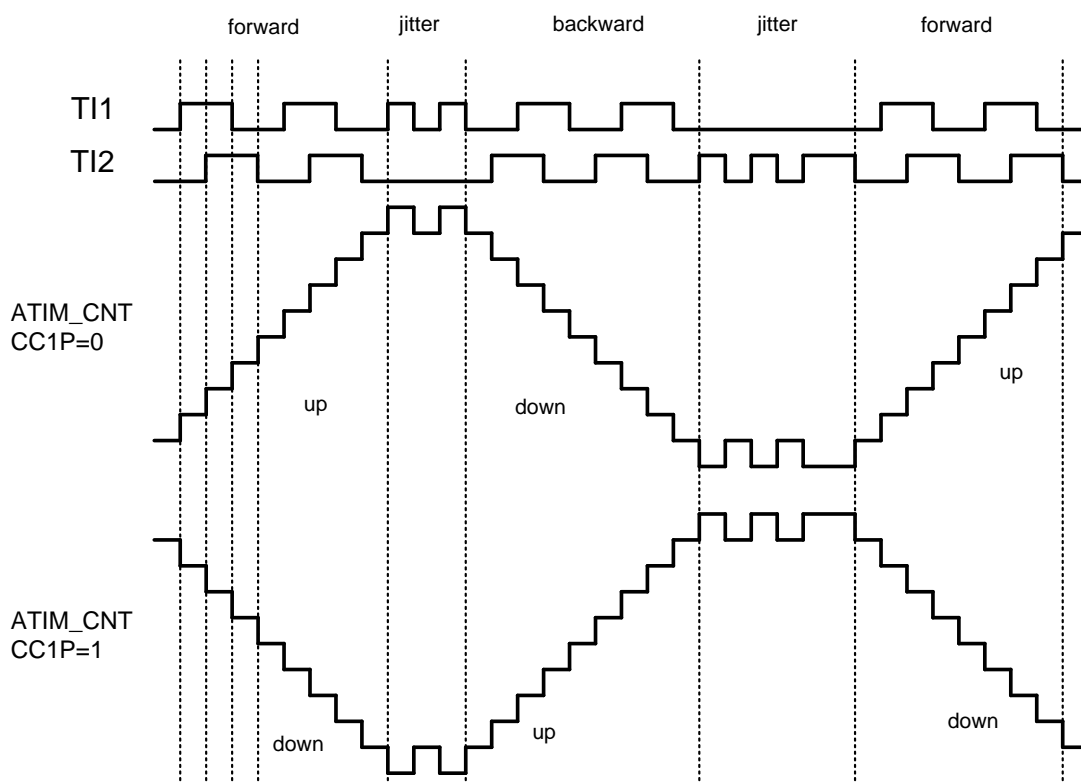 forward
jitter
backward
jitter
forward
TI1
TI2
ATIM_CNT
CC1P=0
up
down
up
ATIM_CNT
CC1P=1
down
up
down